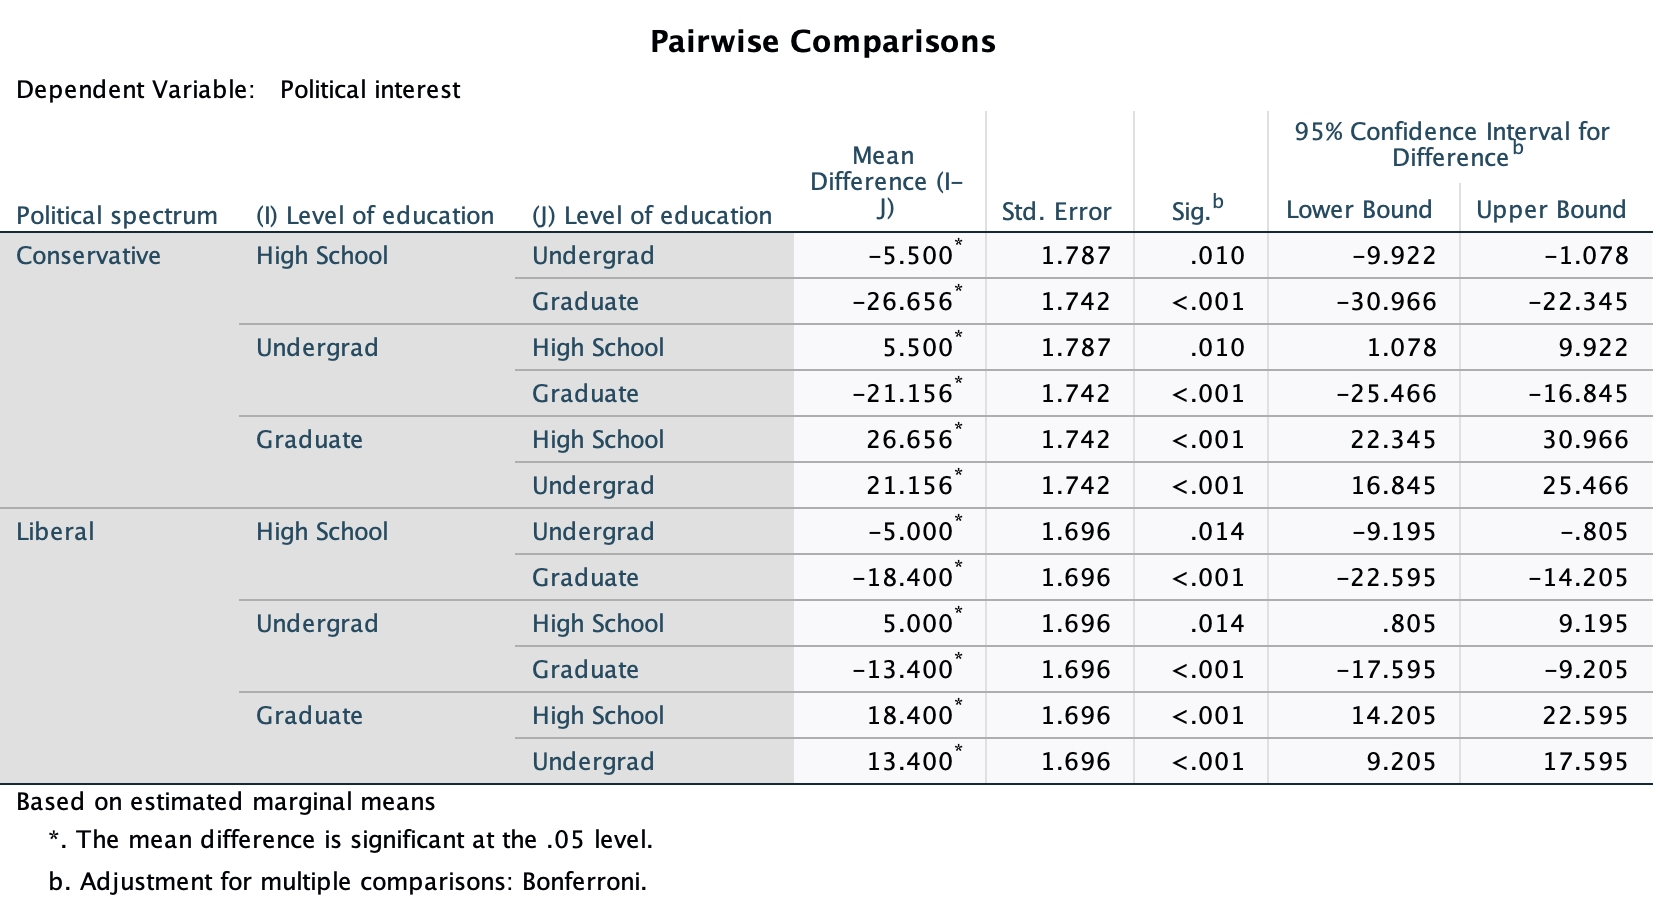 Pairwise Comparisons
Dependent Variable: Political interest
Political spectrum (I) Level of education (J) Level of education Mean Difference (I–J) Std. Error Sig.b 95% Confidence Interval for Differenceb Lower Bound Upper Bound
Conservative High School Undergrad –5.500* 1.787 .010 –9.922 –1.078
Graduate –26.656* 1.742 <.001 –30.966 –22.345
Undergrad High School 5.500* 1.787 .010 1.078 9.922
Graduate –21.156* 1.742 <.001 –25.466 –16.845
Graduate High School 26.656* 1.742 <.001 22.345 30.966
Undergrad 21.156* 1.742 <.001 16.845 25.466
Liberal High School Undergrad –5.000* 1.696 .014 –9.195 –.805
Graduate –18.400* 1.696 <.001 –22.595 –14.205
Undergrad High School 5.000* 1.696 .014 .805 9.195
Graduate –13.400* 1.696 <.001 –17.595 –9.205
Graduate High School 18.400* 1.696 <.001 14.205 22.595
Undergrad 13.400* 1.696 <.001 9.205 17.595
Based on estimated marginal means
*. The mean difference is significant at the .05 level.
b. Adjustment for multiple comparisons: Bonferroni.